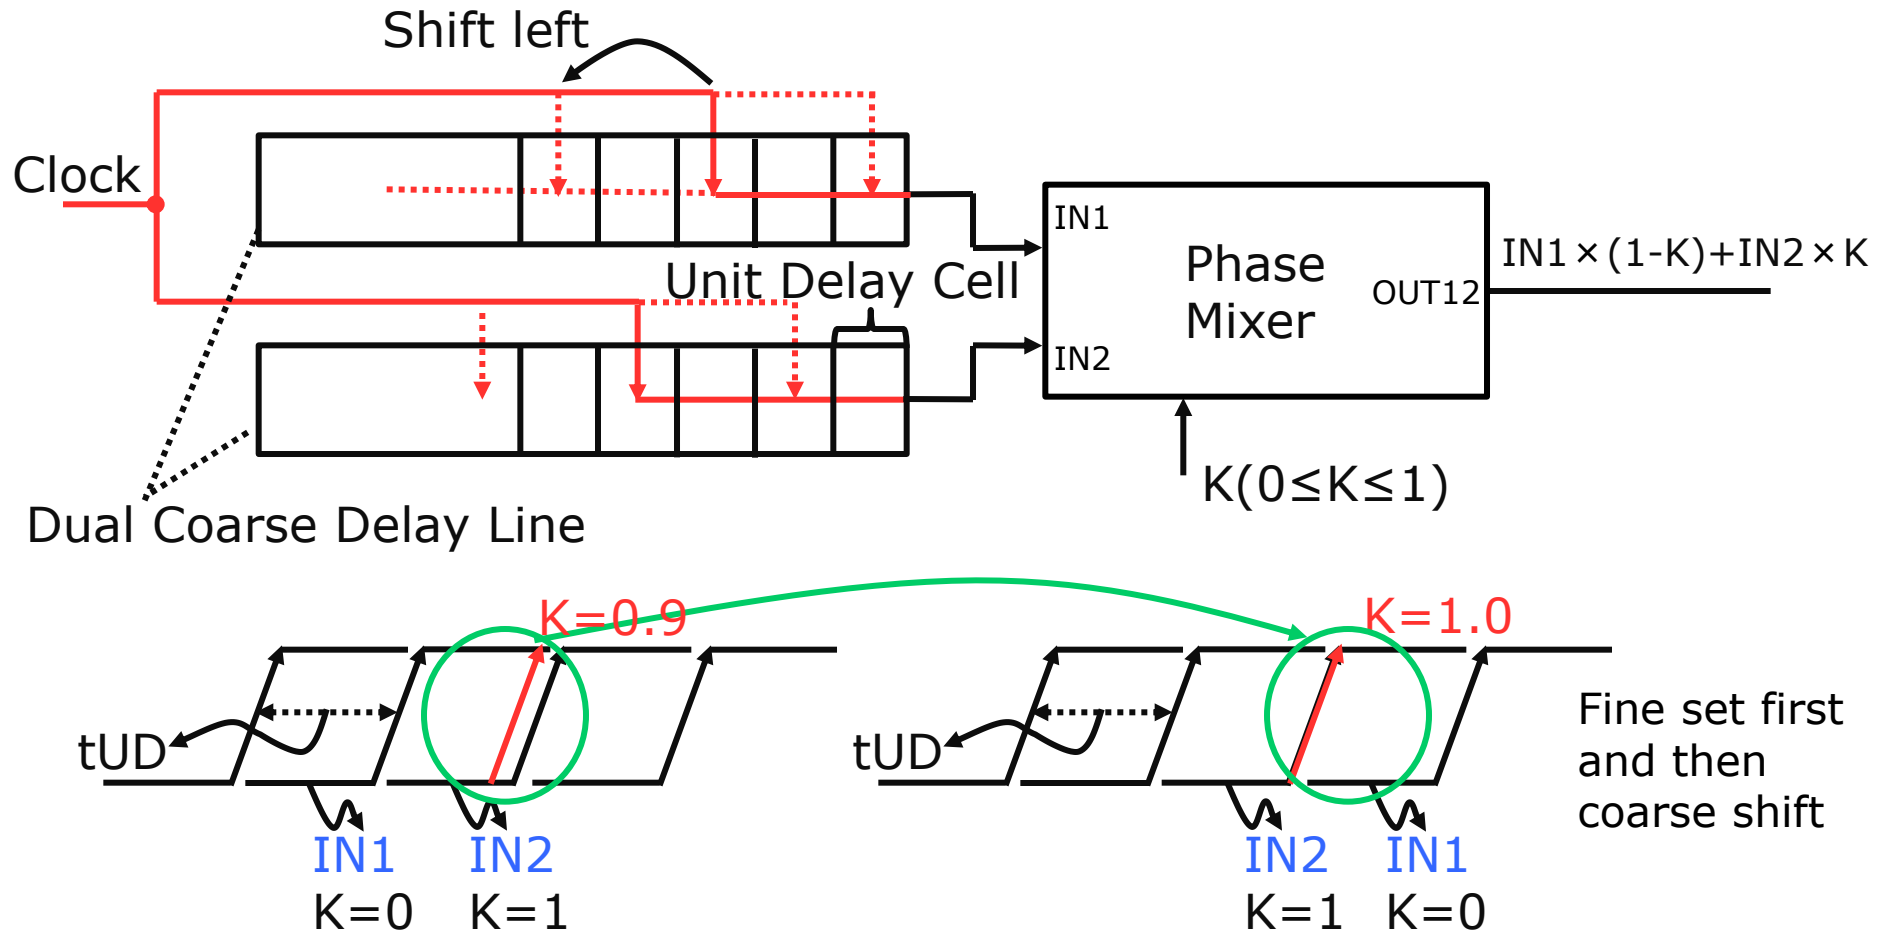 Shift left
Clock
Unit Delay Cell
IN1
Phase
Mixer
IN2
OUT12
IN1×(1-K)+IN2×K
K(0≤K≤1)
Dual Coarse Delay Line
K=0.9
tUD
IN1
K=0
IN2
K=1
K=1.0
tUD
IN2
K=1
IN1
K=0
Fine set first
and then
coarse shift